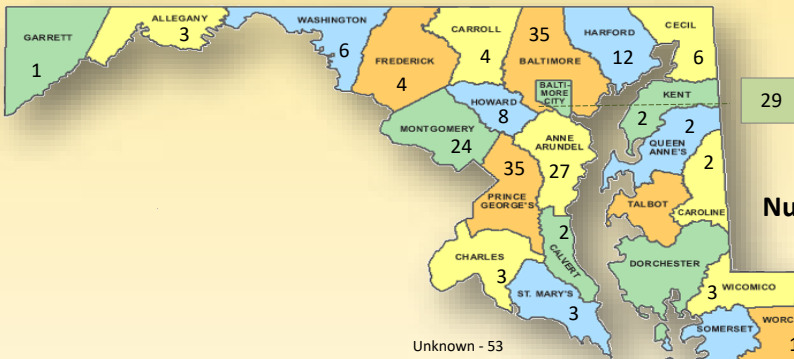 GARRETT
1
ALLEGANY
3
WASHINGTON
6
FREDERICK
4
CARROLL
4
35
BALTIMORE
BALTI-
MORE
CITY
29
HARFORD
12
CECIL
6
HOWARD
8
MONTGOMERY
24
ANNE
ARUNDEL
27
35
PRINCE
GEORGE'S
KENT
2
2
QUEEN
ANNE'S
2
CAROLINE
TALBOT
Nu
2
CALVERT
CHARLES
3
ST. MARY'S
3
DORCHESTER
3 WICOMICO
SOMERSET
WORC
1
Unknown - 53